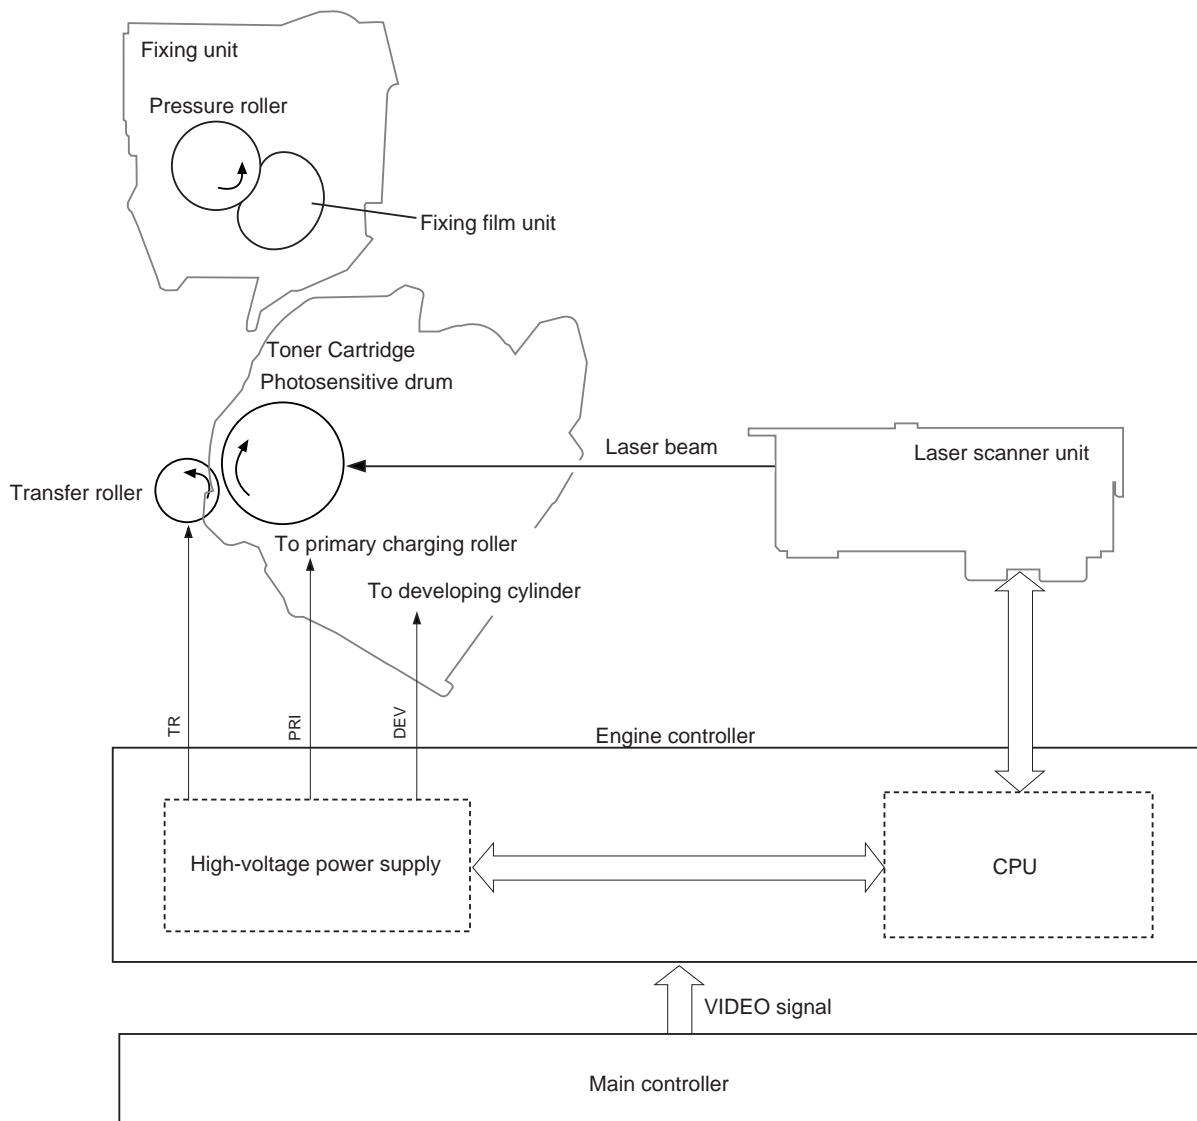 Fixing unit
Pressure roller
Fixing film unit
Toner Cartridge
Photosensitive drum
Laser beam
Laser scanner unit
Transfer roller
To primary charging roller
To developing cylinder
TR
PRI
DEV
Engine controller
High-voltage power supply
CPU
VIDEO signal
Main controller